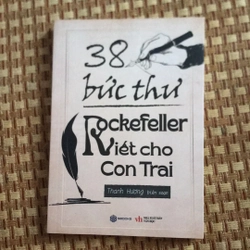 38
bức thư
Rockefeller
Viết cho
Con Trai
Thanh Hương